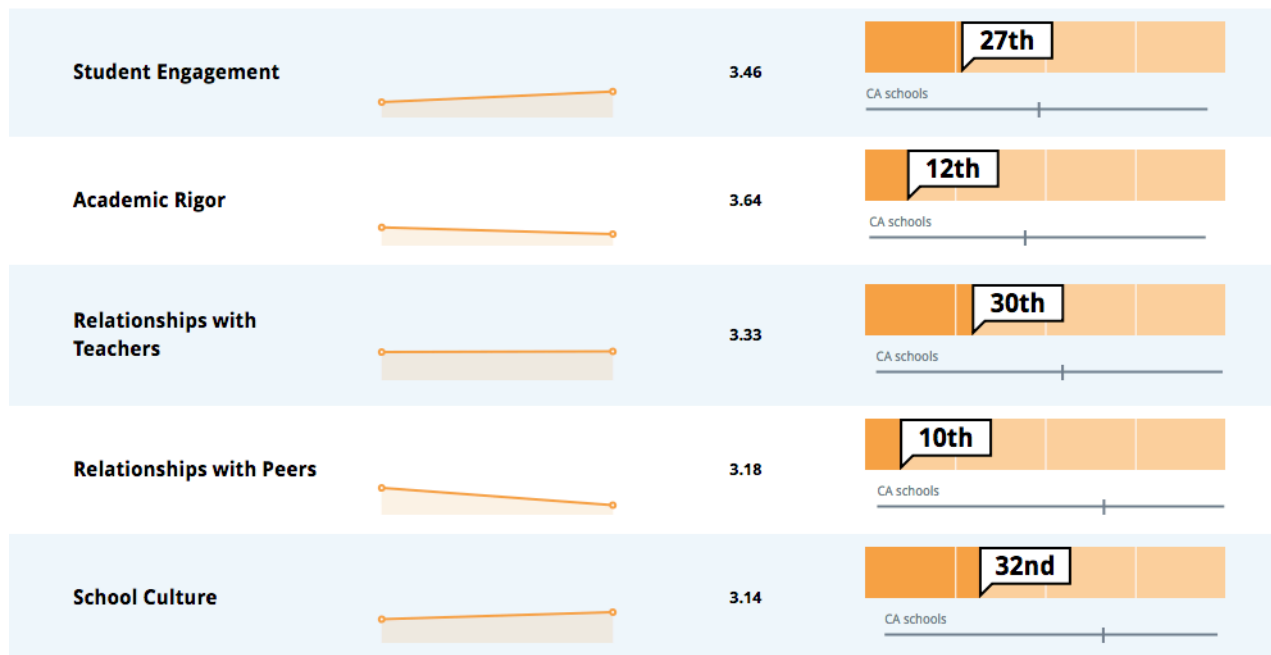 Student Engagement
3.46
27th
CA schools
Academic Rigor
3.64
12th
CA schools
Relationships with
Teachers
3.33
30th
CA schools
Relationships with Peers
3.18
10th
CA schools
School Culture
3.14
32nd
CA schools